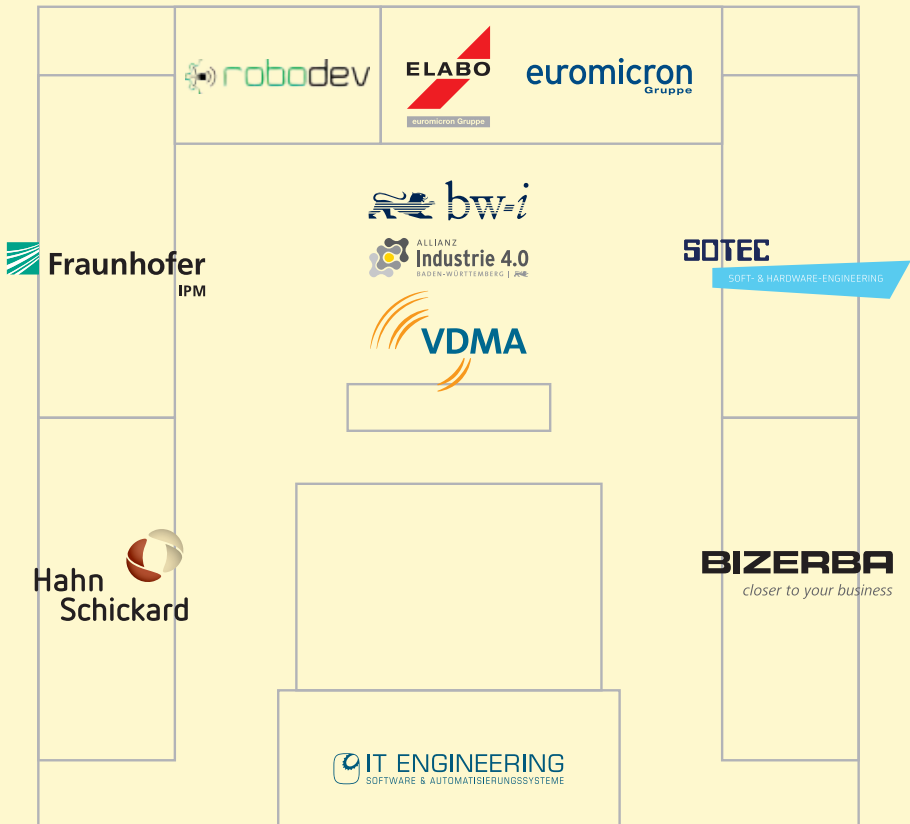 robodev
ELABO
euromicron Gruppe
euromicron
Gruppe
bw-i
ALLIANZ
Industrie 4.0
BADEN-WÜRTTEMBERG |
VDMA
Fraunhofer
IPM
SOTEC
SOFT- & HARDWARE-ENGINEERING
Hahn
Schickard
BIZERBA
closer to your business
IT ENGINEERING
SOFTWARE & AUTOMATISIERUNGSSYSTEME